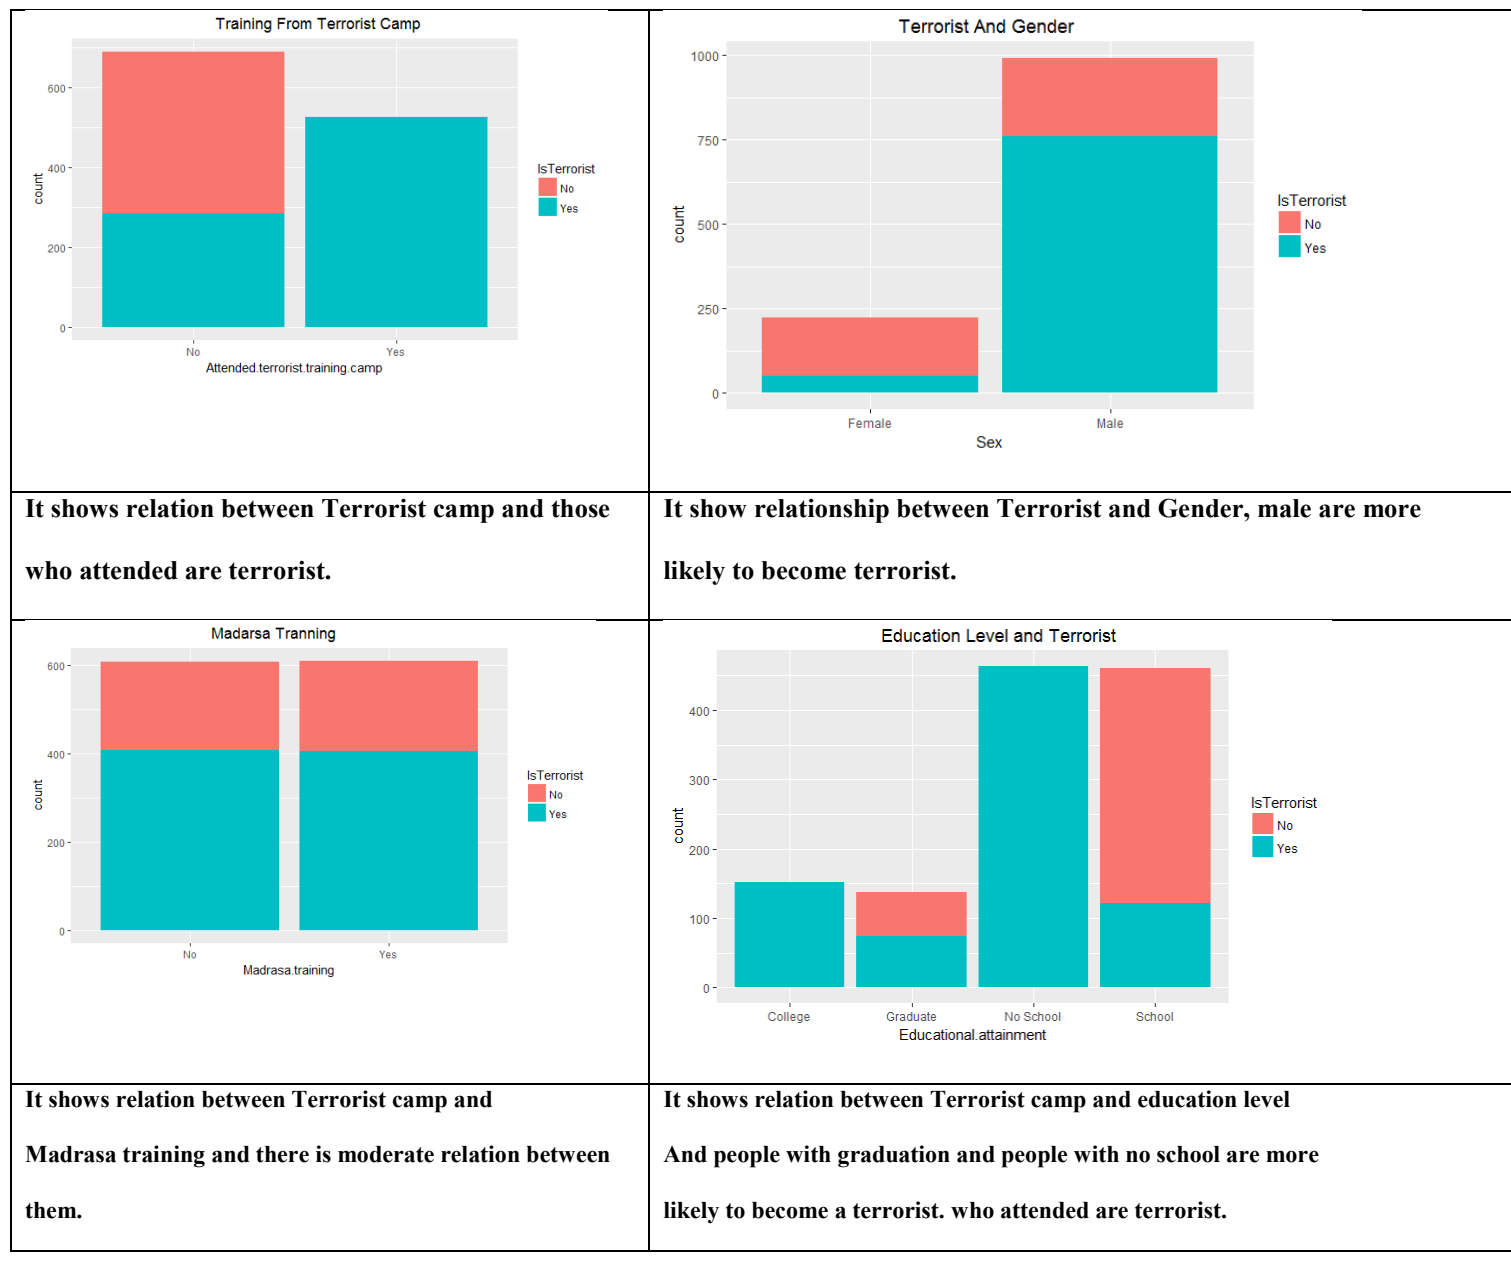 Training From Terrorist Camp
600
400
200
0
count
No
Yes
Attended.terrorist.training.camp
IsTerrorist
No
Yes
Terrorist And Gender
1000
750
500
250
0
count
Female
Male
Sex
IsTerrorist
No
Yes
It shows relation between Terrorist camp and those
who attended are terrorist.
It show relationship between Terrorist and Gender, male are more
likely to become terrorist.
Madarsa Tranning
600
400
200
0
count
No
Yes
Madrasa.training
IsTerrorist
No
Yes
Education Level and Terrorist
400
300
200
100
0
count
College
Graduate
No School
School
Educational.attainment
IsTerrorist
No
Yes
It shows relation between Terrorist camp and
Madrasa training and there is moderate relation between
them.
It shows relation between Terrorist camp and education level
And people with graduation and people with no school are more
likely to become a terrorist. who attended are terrorist.